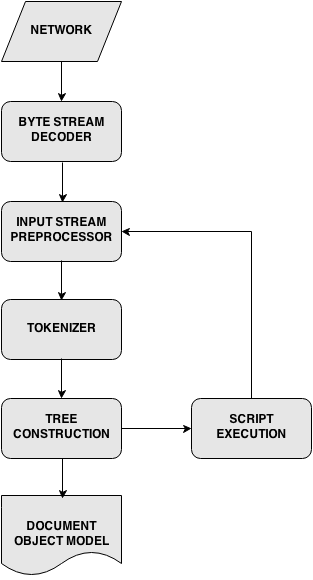 NETWORK
BYTE STREAM
DECODER
INPUT STREAM
PREPROCESSOR
TOKENIZER
TREE
CONSTRUCTION
SCRIPT
EXECUTION
DOCUMENT
OBJECT MODEL